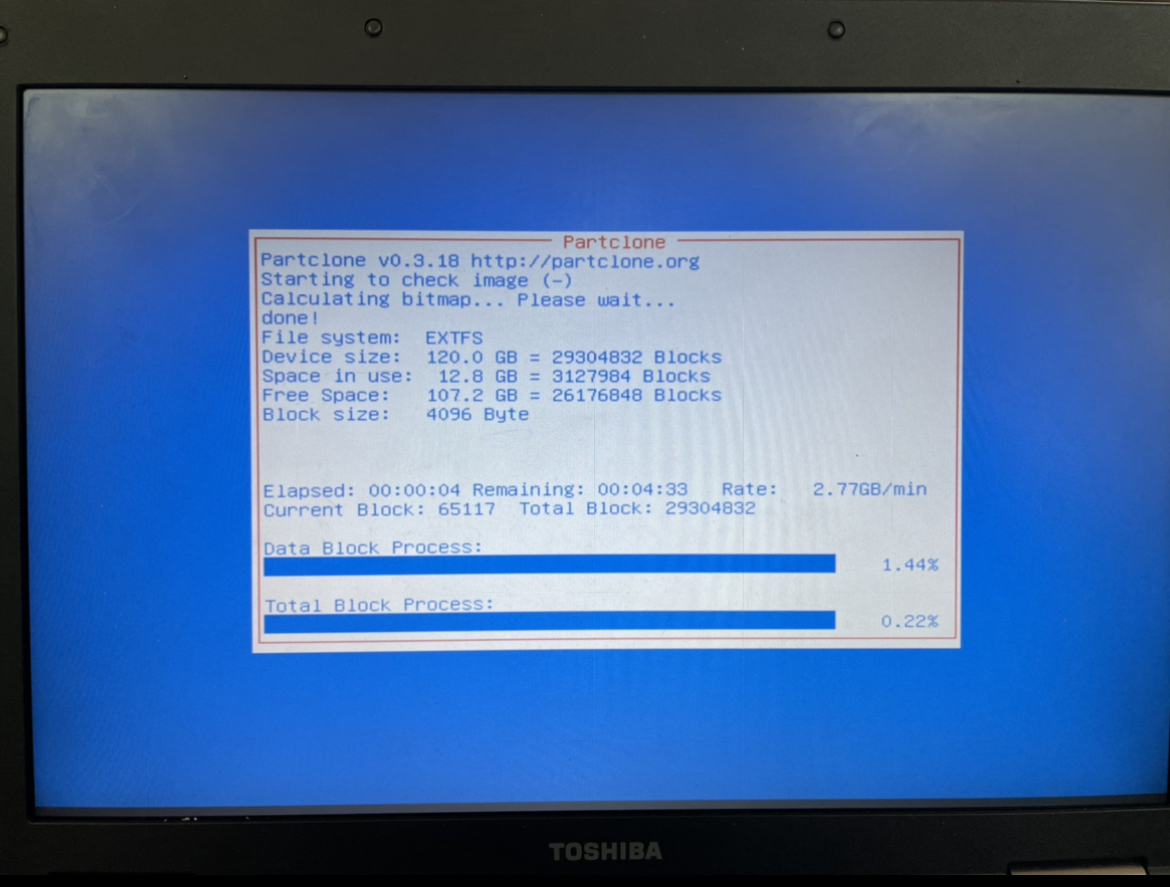 Partclone
Partclone v0.3.18 http://partclone.org
Starting to check image (-)
Calculating bitmap... Please wait...
done!
File system:  EXTFS
Device size:  120.0 GB = 29304832 Blocks
Space in use:  12.8 GB = 3127984 Blocks
Free Space:   107.2 GB = 26176848 Blocks
Block size:   4096 Byte
Elapsed: 00:00:04 Remaining: 00:04:33   Rate:   2.77GB/min
Current Block: 65117  Total Block: 29304832
Data Block Process:
1.44%
Total Block Process:
0.22%
TOSHIBA